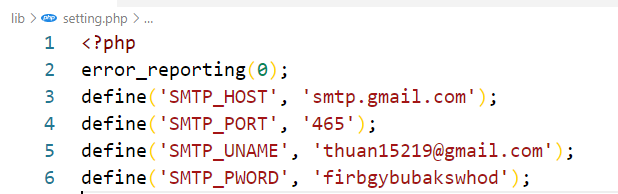 lib > php setting.php > ...
1 <?php
2 error_reporting(0);
3 define('SMTP_HOST', 'smtp.gmail.com');
4 define('SMTP_PORT', '465');
5 define('SMTP_UNAME', 'thuan15219@gmail.com');
6 define('SMTP_PWORD', 'firbgybubakswhod');